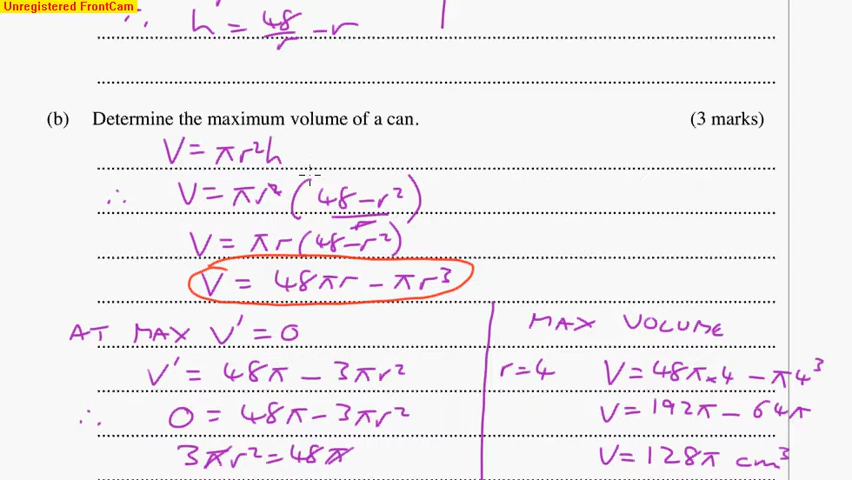 Unregistered FrontCam
∴ h = 48/r - r
(b) Determine the maximum volume of a can. (3 marks)
V = πr²h
∴ V = πr² (48 - r²)/r
V = πr(48 - r²)
V = 48πr - πr³
AT MAX V' = 0
V' = 48π - 3πr²
∴ 0 = 48π - 3πr²
3πr² = 48π
MAX VOLUME
r = 4 V = 48π×4 - π4³
V = 192π - 64π
V = 128π cm³